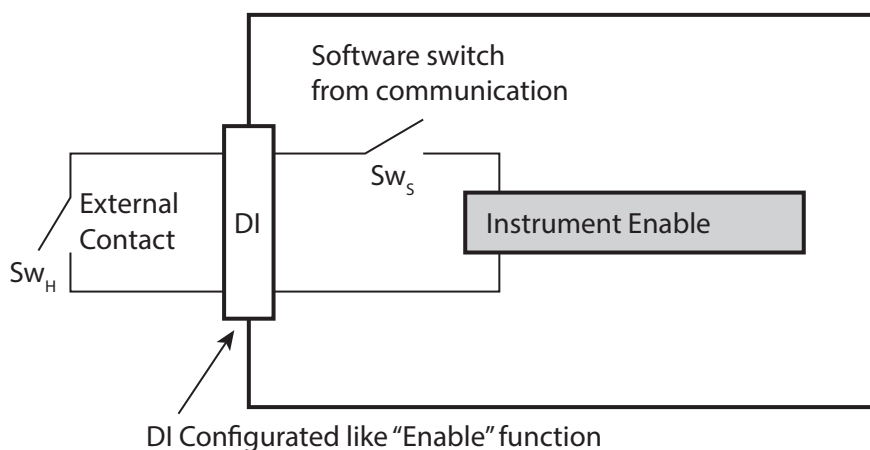 Software switch
from communication
Sw_S
External
Contact
DI
Instrument Enable
Sw_H
DI Configurated like “Enable” function